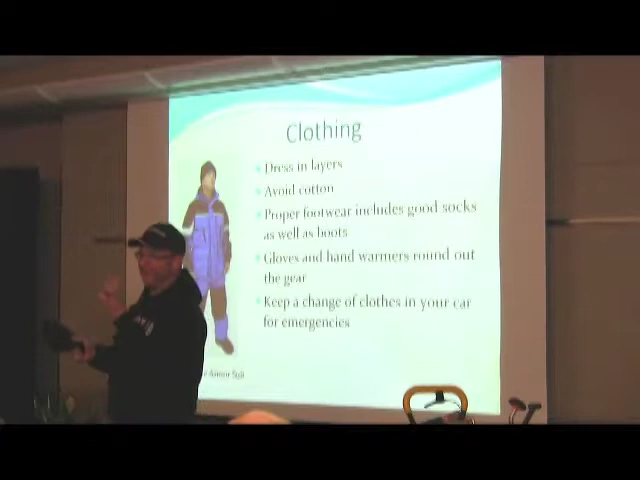 Clothing
Dress in layers
Avoid cotton
Proper footwear includes good socks
as well as boots
Gloves and hand warmers round out
the gear
Keep a change of clothes in your car
for emergencies
Suit